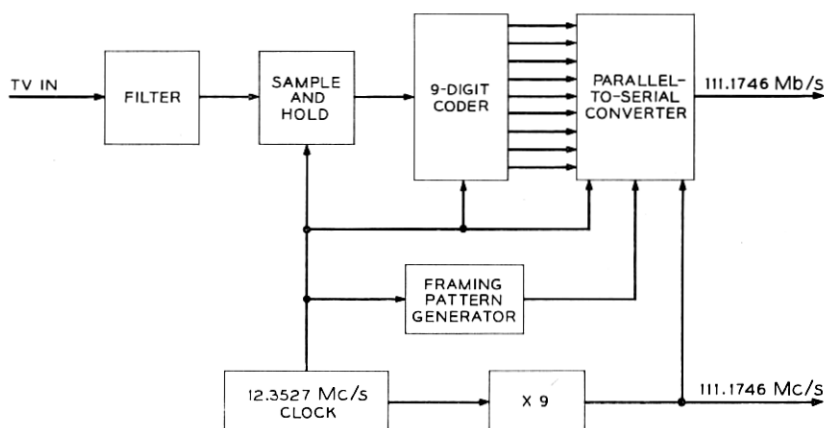 TV IN
FILTER
SAMPLE
AND
HOLD
9-DIGIT
CODER
PARALLEL-
TO-SERIAL
CONVERTER
111.1746 Mb/s
FRAMING
PATTERN
GENERATOR
12.3527 Mc/s
CLOCK
X 9
111.1746 Mc/s